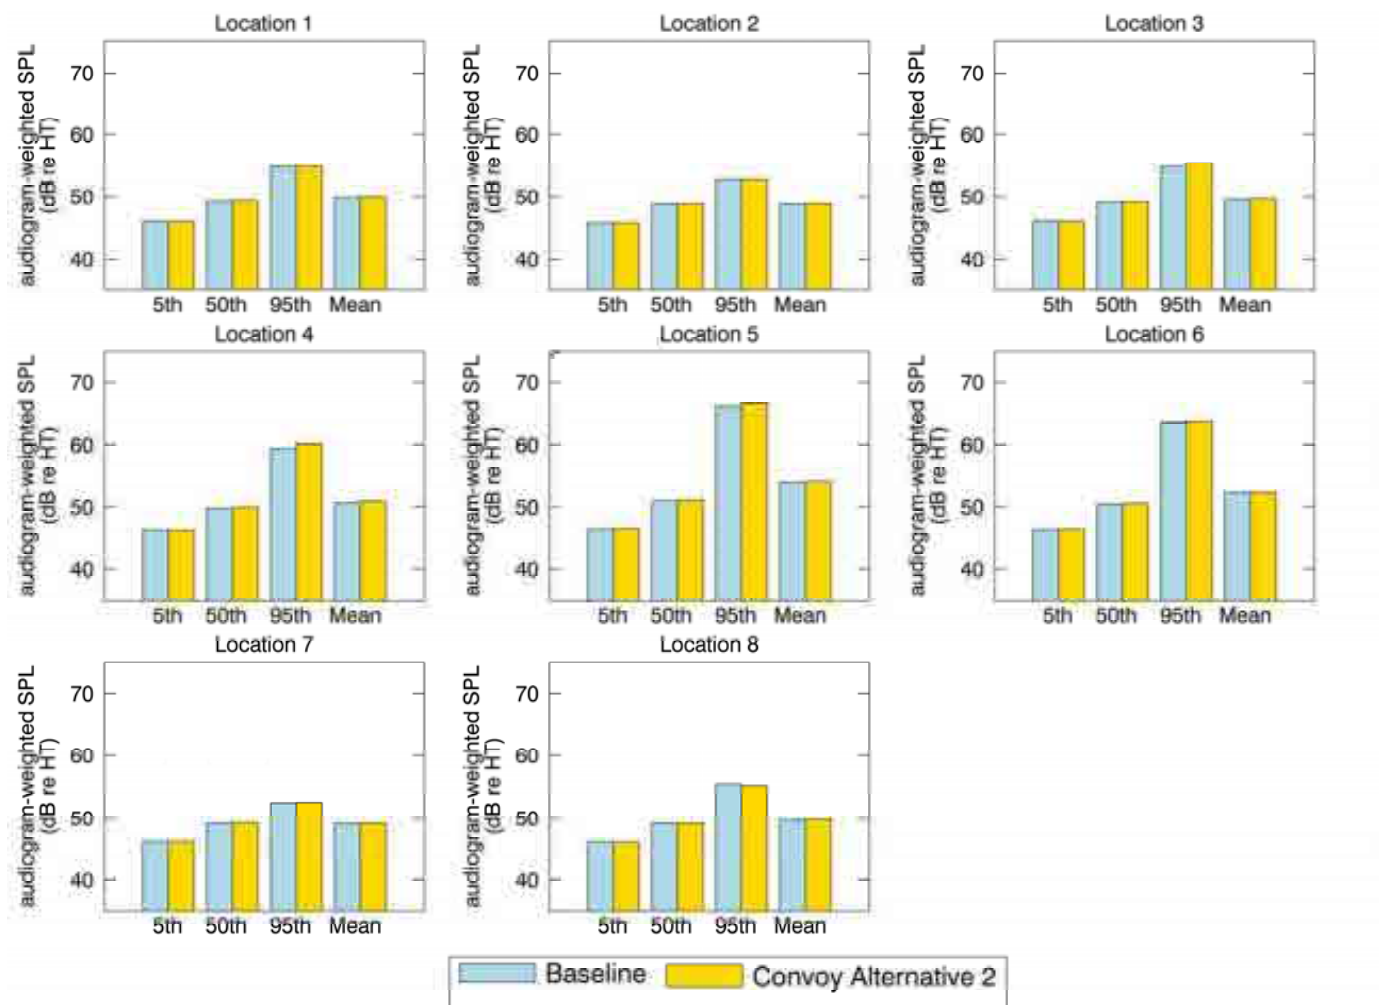 Location 1
Location 2
Location 3
audiogram-weighted SPL
(dB re HT)
70
60
50
40
5th 50th 95th Mean
audiogram-weighted SPL
(dB re HT)
70
60
50
40
5th 50th 95th Mean
audiogram-weighted SPL
(dB re HT)
70
60
50
40
5th 50th 95th Mean
Location 4
Location 5
Location 6
audiogram-weighted SPL
(dB re HT)
70
60
50
40
5th 50th 95th Mean
audiogram-weighted SPL
(dB re HT)
70
60
50
40
5th 50th 95th Mean
audiogram-weighted SPL
(dB re HT)
70
60
50
40
5th 50th 95th Mean
Location 7
Location 8
audiogram-weighted SPL
(dB re HT)
70
60
50
40
5th 50th 95th Mean
audiogram-weighted SPL
(dB re HT)
70
60
50
40
5th 50th 95th Mean
Baseline
Convoy Alternative 2